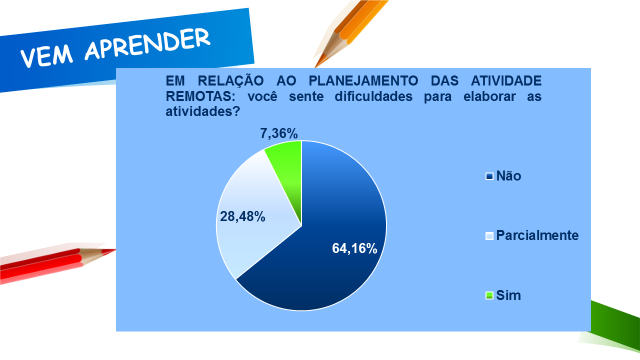 VEM APRENDER
EM RELAÇÃO AO PLANEJAMENTO DAS ATIVIDADE
REMOTAS: você sente dificuldades para elaborar as
atividades?
7,36%
28,48%
64,16%
Não
Parcialmente
Sim